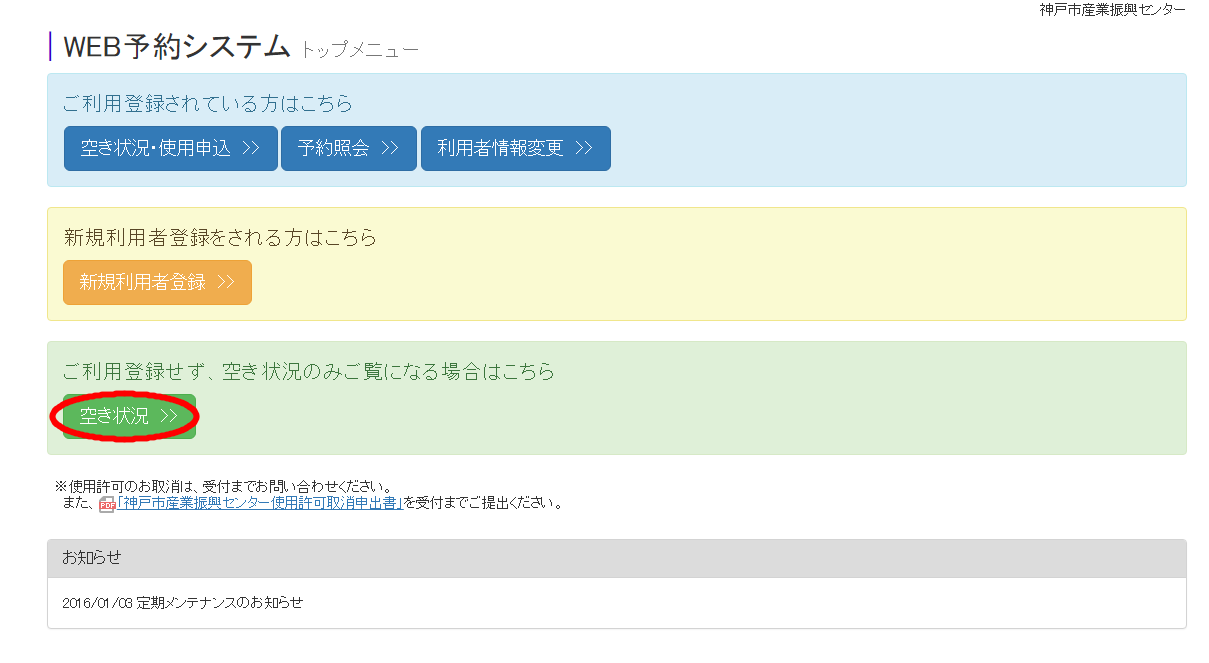 神戸市産業振興センター
WEB予約システム トップメニュー
ご利用登録されている方はこちら
空き状況・使用申込 >> 予約照会 >> 利用者情報変更 >>
新規利用者登録をされる方はこちら
新規利用者登録 >>
ご利用登録せず、空き状況のみご覧になる場合はこちら
空き状況 >>
※使用許可のお取消は、受付までお問い合わせください。
また、PDF「神戸市産業振興センター使用許可取消申出書」を受付までご提出ください。
お知らせ
2016/01/03 定期メンテナンスのお知らせ